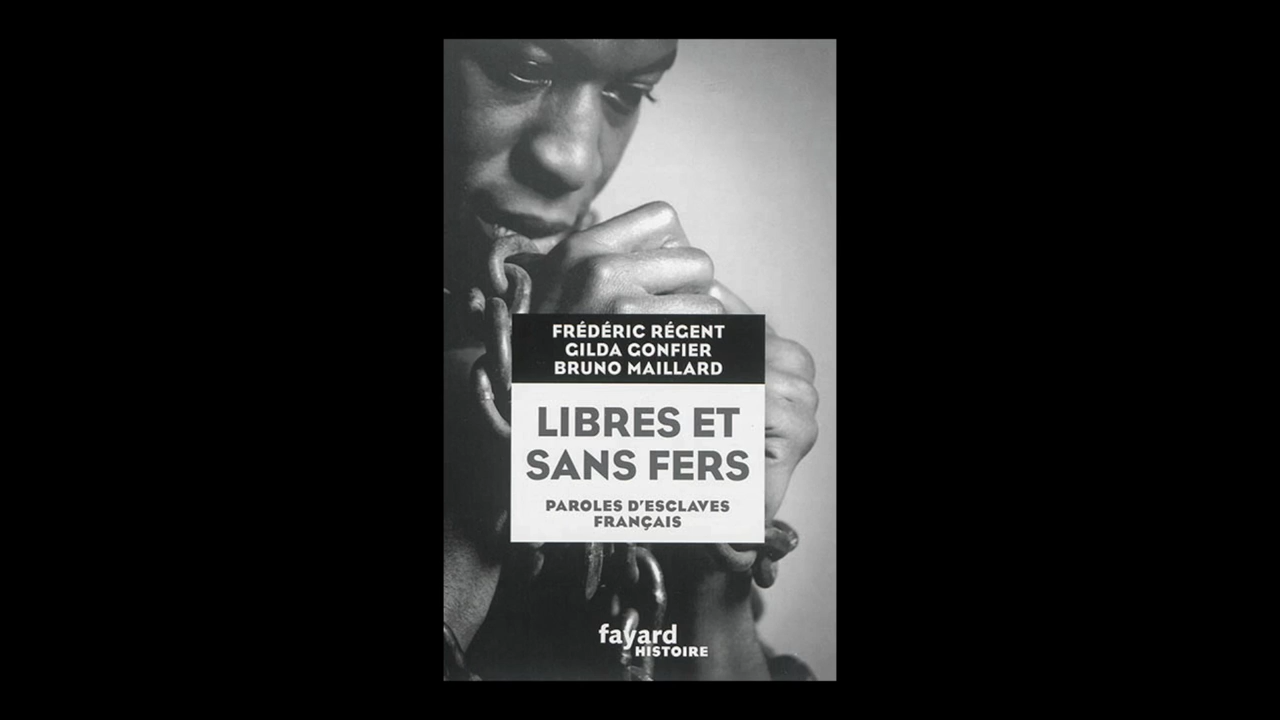 FRÉDÉRIC RÉGENT
GILDA GONFIER
BRUNO MAILLARD
LIBRES ET
SANS FERS
PAROLES D'ESCLAVES
FRANÇAIS
fayard
HISTOIRE